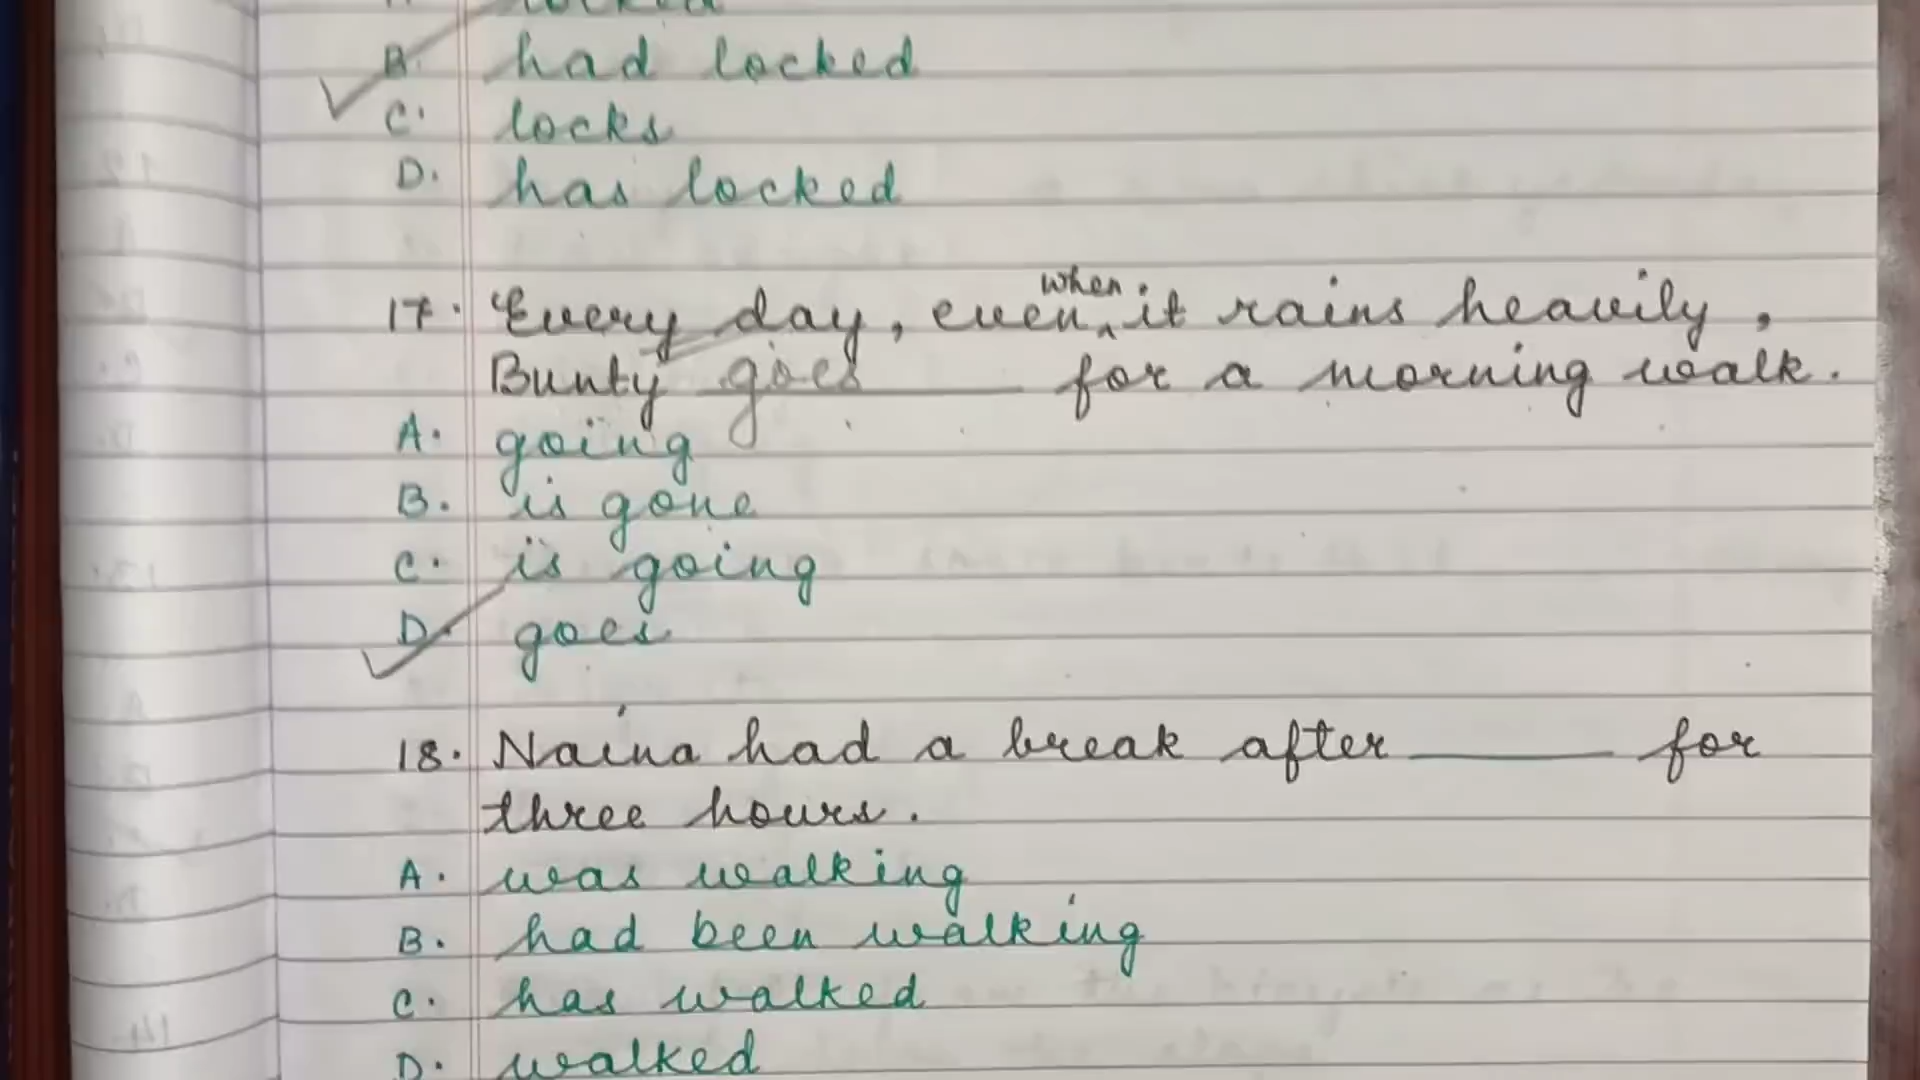 B. had locked
C. locks
D. has locked
17. Every day, even when it rains heavily,
Bunty goes for a morning walk.
A. going
B. is gone
C. is going
D. goes
18. Naina had a break after ______ for
three hours.
A. was walking
B. had been walking
C. has walked
D. walked